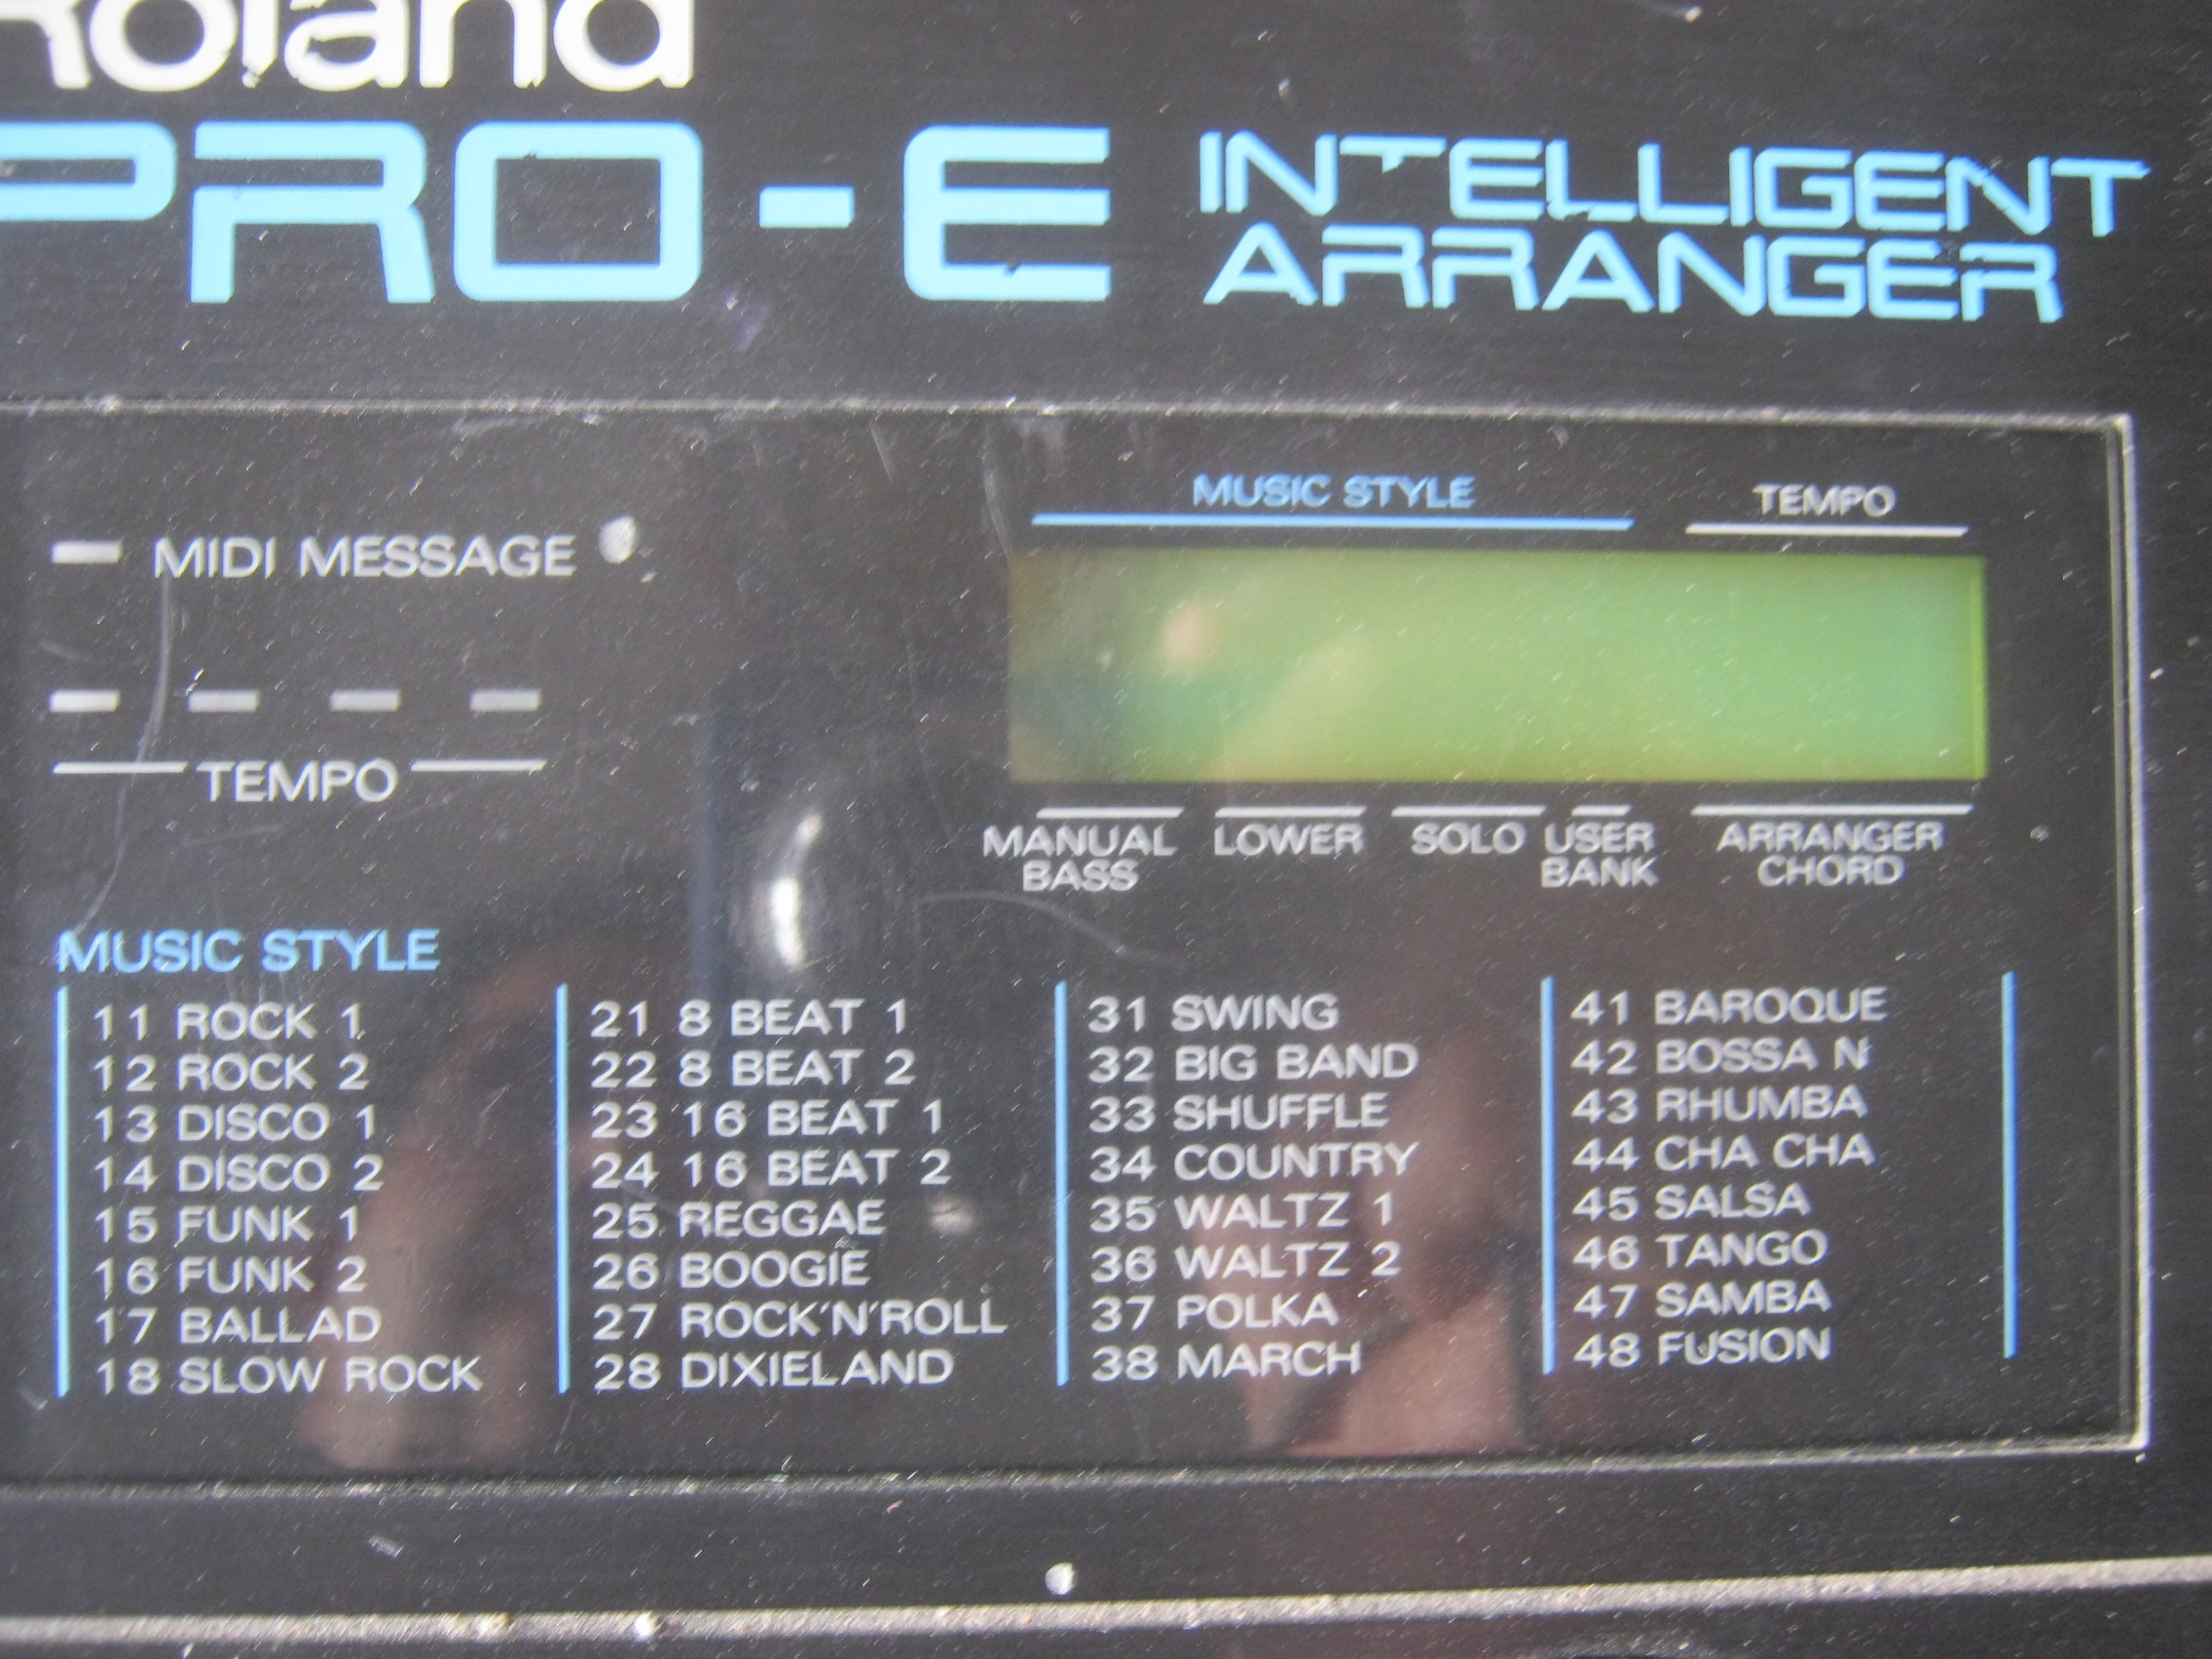 Roland
PRO-E INTELLIGENT
ARRANGER
MUSIC STYLE TEMPO
MIDI MESSAGE
TEMPO
MANUAL BASS LOWER SOLO USER BANK ARRANGER CHORD
MUSIC STYLE
11 ROCK 1
12 ROCK 2
13 DISCO 1
14 DISCO 2
15 FUNK 1
16 FUNK 2
17 BALLAD
18 SLOW ROCK
21 8 BEAT 1
22 8 BEAT 2
23 16 BEAT 1
24 16 BEAT 2
25 REGGAE
26 BOOGIE
27 ROCK'N'ROLL
28 DIXIELAND
31 SWING
32 BIG BAND
33 SHUFFLE
34 COUNTRY
35 WALTZ 1
36 WALTZ 2
37 POLKA
38 MARCH
41 BAROQUE
42 BOSSA N
43 RHUMBA
44 CHA CHA
45 SALSA
46 TANGO
47 SAMBA
48 FUSION